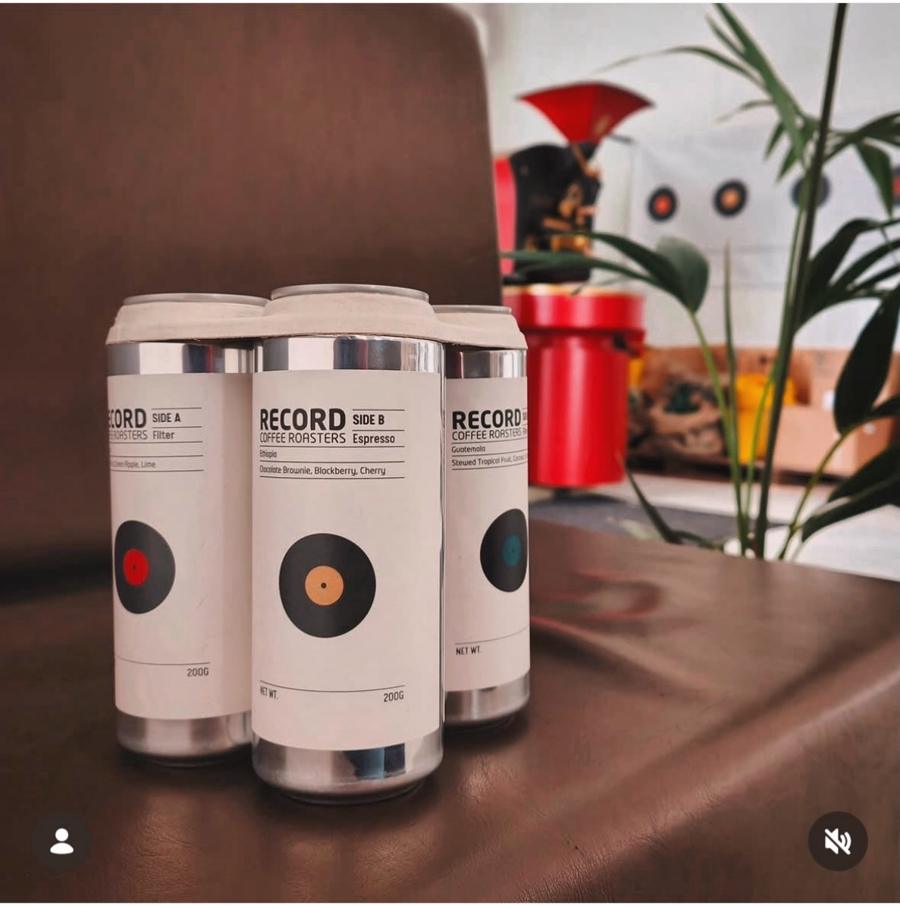 ECORD SIDE A
ROASTERS Filter
Green Apple, Lime
200G
RECORD SIDE B
COFFEE ROASTERS Espresso
Ethiopia
Chocolate Brownie, Blackberry, Cherry
NET WT. 200G
RECORD
COFFEE ROASTERS
Guatemala
Stewed Tropical Fruit,
NET WT.